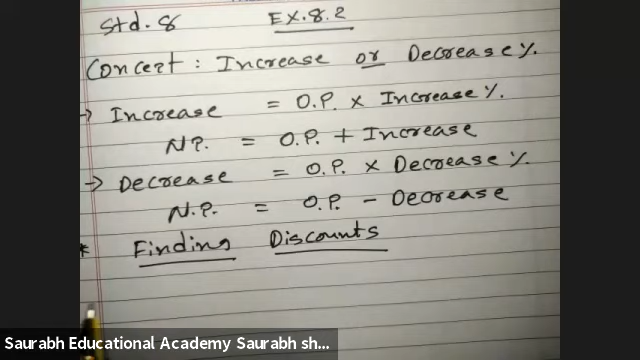 Std. 8 EX. 8.2
Concept : Increase or Decrease %.
→ Increase = O.P. × Increase %.
N.P. = O.P. + Increase
→ Decrease = O.P. × Decrease %.
N.P. = O.P. - Decrease
* Finding Discounts
Saurabh Educational Academy Saurabh sh...